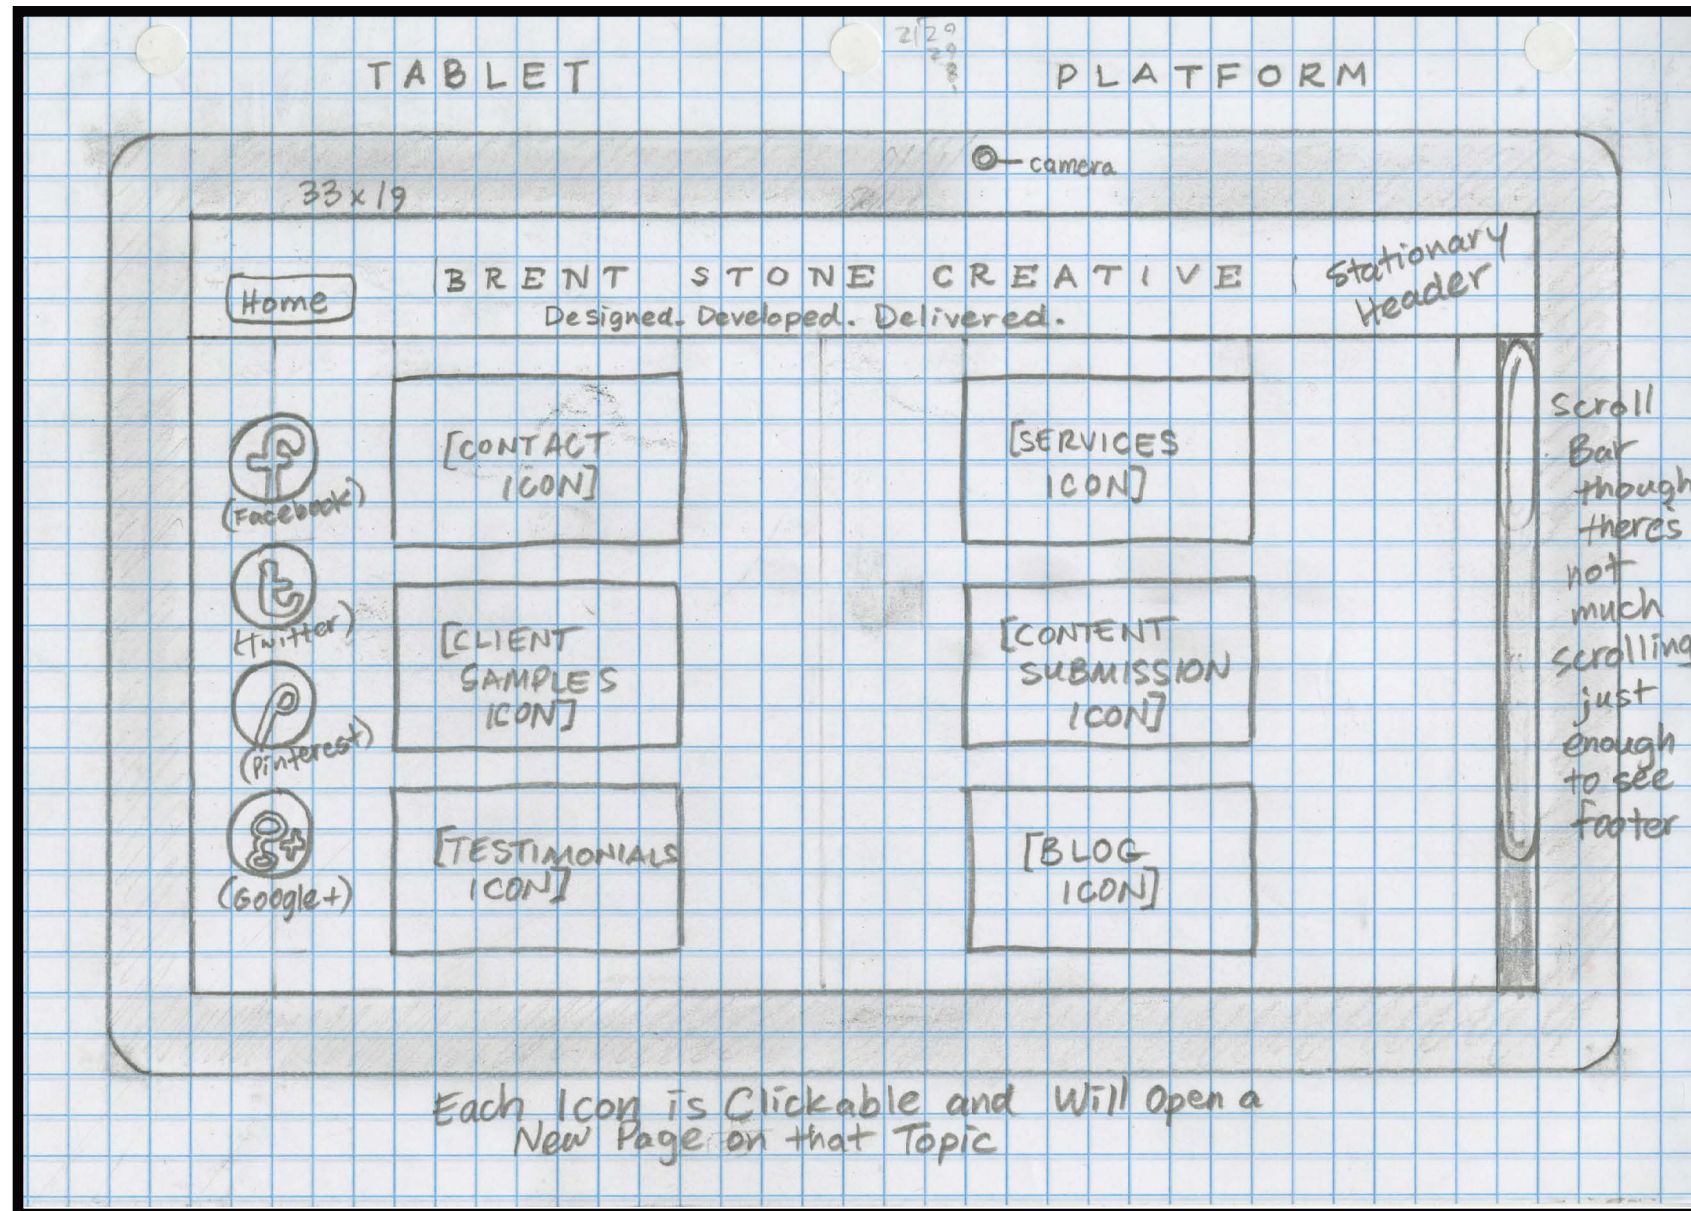 TABLET PLATFORM
camera
33 x 19
Home
BRENT STONE CREATIVE
Designed. Developed. Delivered.
Stationary
Header
[CONTACT
ICON]
[SERVICES
ICON]
(Facebook)
(Twitter)
(Pinterest)
(Google+)
[CLIENT
SAMPLES
ICON]
[CONTENT
SUBMISSION
ICON]
[TESTIMONIALS
ICON]
[BLOG
ICON]
scroll
Bar
though
theres
not
much
scrolling
just
enough
to see
footer
Each Icon is Clickable and Will Open a
New Page on that Topic